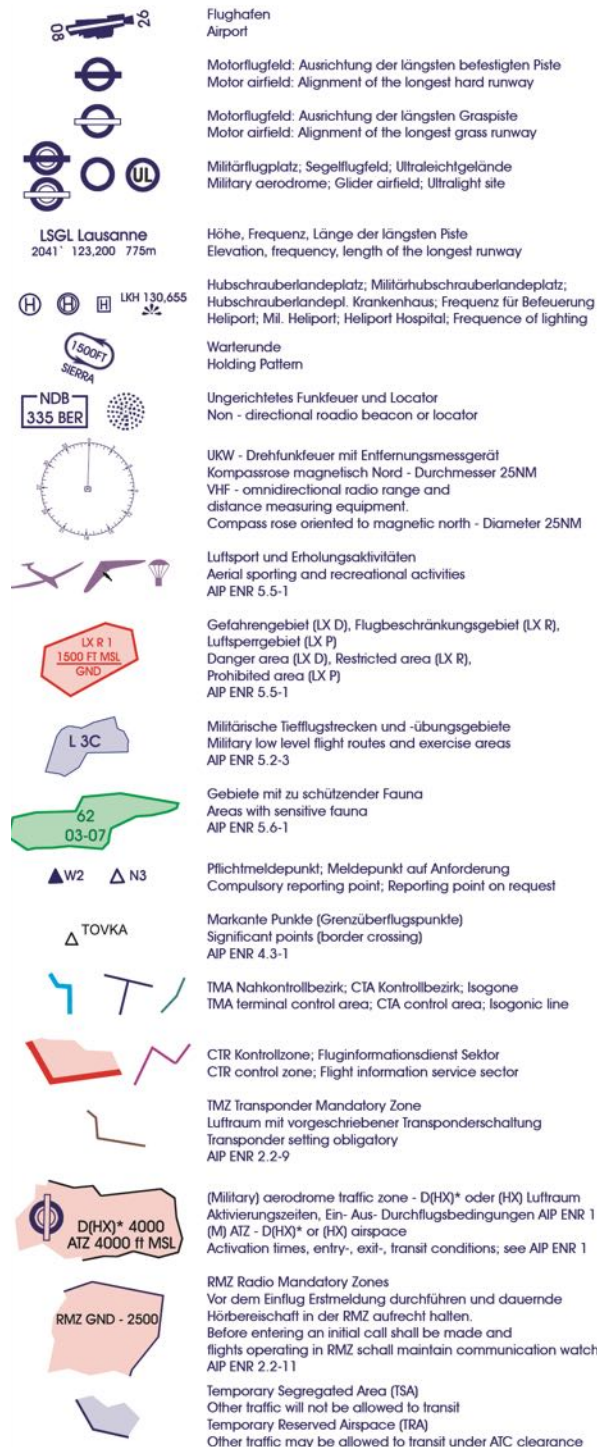 08 26
Flughafen
Airport
Motorflugfeld: Ausrichtung der längsten befestigten Piste
Motor airfield: Alignment of the longest hard runway
Motorflugfeld: Ausrichtung der längsten Graspiste
Motor airfield: Alignment of the longest grass runway
UL
Militärflugplatz; Segelflugfeld; Ultraleichtgelände
Military aerodrome; Glider airfield; Ultralight site
LSGL Lausanne
2041' 123,200 775m
Höhe, Frequenz, Länge der längsten Piste
Elevation, frequency, length of the longest runway
H H H LKH 130,655
Hubschrauberlandeplatz; Militärhubschrauberlandeplatz;
Hubschrauberlandepl. Krankenhaus; Frequenz für Befeuerung
Heliport; Mil. Heliport; Heliport Hospital; Frequence of lighting
1500FT
SIERRA
Warterunde
Holding Pattern
NDB
335 BER
Ungerichtetes Funkfeuer und Locator
Non - directional roadio beacon or locator
UKW - Drehfunkfeuer mit Entfernungsmessgerät
Kompassrose magnetisch Nord - Durchmesser 25NM
VHF - omnidirectional radio range and
distance measuring equipment.
Compass rose oriented to magnetic north - Diameter 25NM
Luftsport und Erholungsaktivitäten
Aerial sporting and recreational activities
AIP ENR 5.5-1
LX R 1
1500 FT MSL
GND
Gefahrengebiet (LX D), Flugbeschränkungsgebiet (LX R),
Luftsperrgebiet (LX P)
Danger area (LX D), Restricted area (LX R),
Prohibited area (LX P)
AIP ENR 5.5-1
L 3C
Militärische Tiefflugstrecken und -übungsgebiete
Military low level flight routes and exercise areas
AIP ENR 5.2-3
62
03-07
Gebiete mit zu schützender Fauna
Areas with sensitive fauna
AIP ENR 5.6-1
W2 N3
Pflichtmeldepunkt; Meldepunkt auf Anforderung
Compulsory reporting point; Reporting point on request
TOVKA
Markante Punkte (Grenzüberflugspunkte)
Significant points (border crossing)
AIP ENR 4.3-1
TMA Nahkontrollbezirk; CTA Kontrollbezirk; Isogone
TMA terminal control area; CTA control area; Isogonic line
CTR Kontrollzone; Fluginformationsdienst Sektor
CTR control zone; Flight information service sector
TMZ Transponder Mandatory Zone
Luftraum mit vorgeschriebener Transponderschaltung
Transponder setting obligatory
AIP ENR 2.2-9
D(HX)* 4000
ATZ 4000 ft MSL
(Military) aerodrome traffic zone - D(HX)* oder (HX) Luftraum
Aktivierungszeiten, Ein- Aus- Durchflugsbedingungen AIP ENR 1
(M) ATZ - D(HX)* or (HX) airspace
Activation times, entry-, exit-, transit conditions; see AIP ENR 1
RMZ GND - 2500
RMZ Radio Mandatory Zones
Vor dem Einflug Erstmeldung durchführen und dauernde
Hörbereischaft in der RMZ aufrecht halten.
Before entering an initial call shall be made and
flights operating in RMZ schall maintain communication watch
AIP ENR 2.2-11
Temporary Segregated Area (TSA)
Other traffic will not be allowed to transit
Temporary Reserved Airspace (TRA)
Other traffic may be allowed to transit under ATC clearance